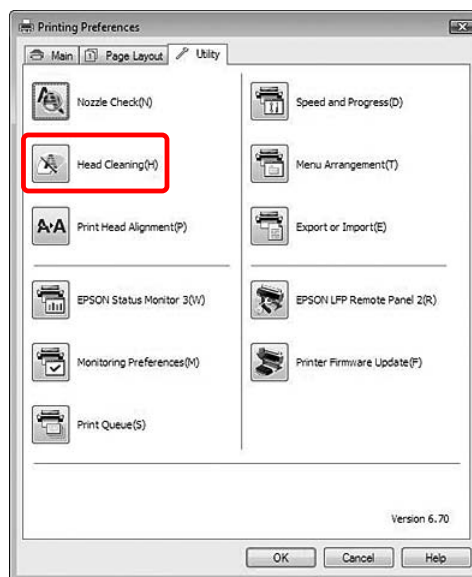 Printing Preferences
Main
Page Layout
Utility
Nozzle Check(N)
Speed and Progress(D)
Head Cleaning(H)
Menu Arrangement(T)
Print Head Alignment(P)
Export or Import(E)
EPSON Status Monitor 3(W)
EPSON LFP Remote Panel 2(R)
Monitoring Preferences(M)
Printer Firmware Update(F)
Print Queue(S)
Version 6.70
OK
Cancel
Help